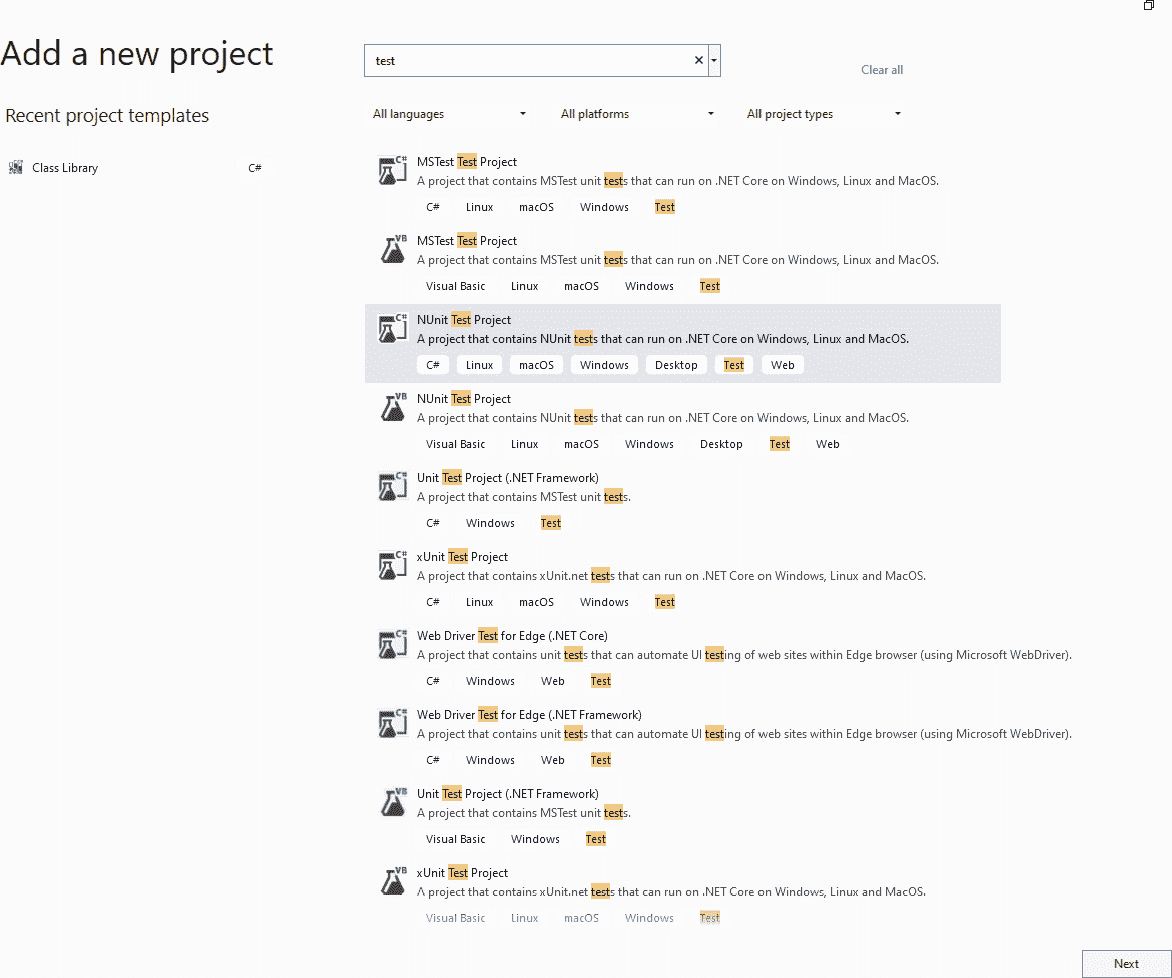 Add a new project
test
Clear all
Recent project templates
All languages
All platforms
All project types
Class Library
C#
MSTest Test Project
A project that contains MSTest unit tests that can run on .NET Core on Windows, Linux and MacOS.
C# Linux macOS Windows Test
MSTest Test Project
A project that contains MSTest unit tests that can run on .NET Core on Windows, Linux and MacOS.
Visual Basic Linux macOS Windows Test
NUnit Test Project
A project that contains NUnit tests that can run on .NET Core on Windows, Linux and MacOS.
C# Linux macOS Windows Desktop Test Web
NUnit Test Project
A project that contains NUnit tests that can run on .NET Core on Windows, Linux and MacOS.
Visual Basic Linux macOS Windows Desktop Test Web
Unit Test Project (.NET Framework)
A project that contains MSTest unit tests.
C# Windows Test
xUnit Test Project
A project that contains xUnit.net tests that can run on .NET Core on Windows, Linux and MacOS.
C# Linux macOS Windows Test
Web Driver Test for Edge (.NET Core)
A project that contains unit tests that can automate UI testing of web sites within Edge browser (using Microsoft WebDriver).
C# Windows Web Test
Web Driver Test for Edge (.NET Framework)
A project that contains unit tests that can automate UI testing of web sites within Edge browser (using Microsoft WebDriver).
C# Windows Web Test
Unit Test Project (.NET Framework)
A project that contains MSTest unit tests.
Visual Basic Windows Test
xUnit Test Project
A project that contains xUnit.net tests that can run on .NET Core on Windows, Linux and MacOS.
Visual Basic Linux macOS Windows Test
Next